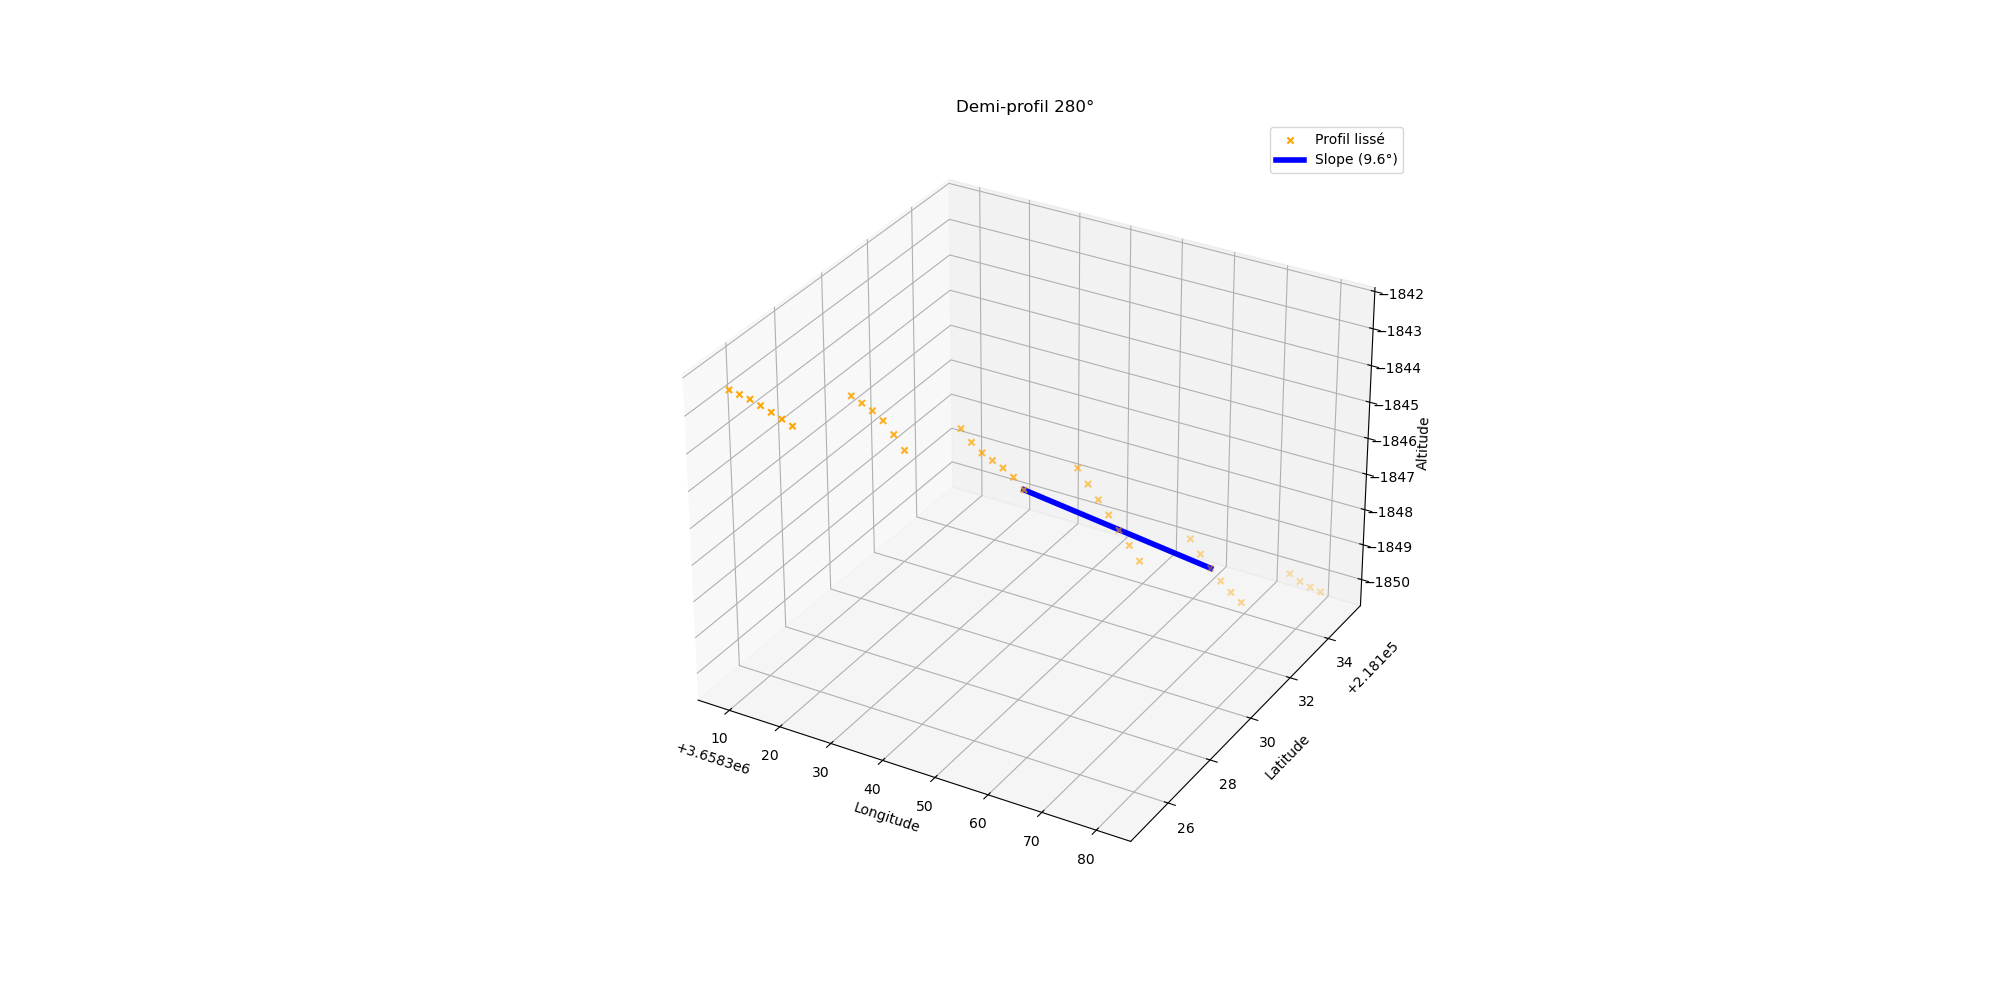 Demi-profil 280°
Profil lissé
Slope (9.6°)
−1842
−1843
−1844
−1845
−1846
−1847
−1848
−1849
−1850
Altitude
34
32
30
28
26
+2.181e5
Latitude
10
20
30
40
50
60
70
80
+3.6583e6
Longitude